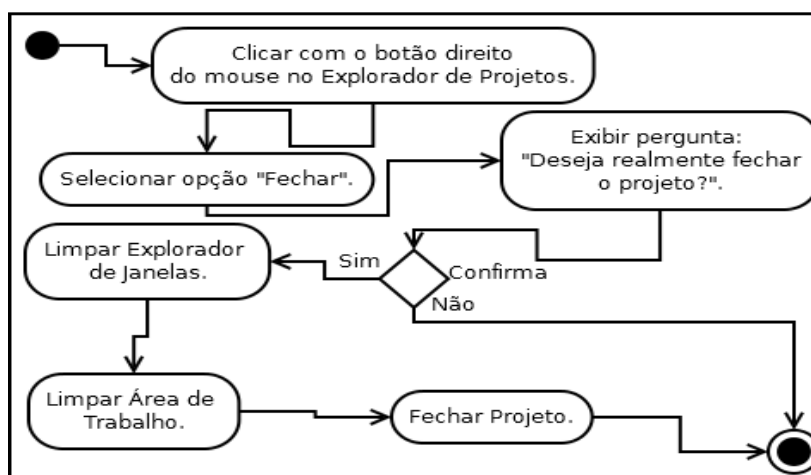 Clicar com o botão direito
do mouse no Explorador de Projetos.
Selecionar opção "Fechar".
Exibir pergunta:
"Deseja realmente fechar
o projeto?".
Confirma
Sim
Não
Limpar Explorador
de Janelas.
Limpar Área de
Trabalho.
Fechar Projeto.